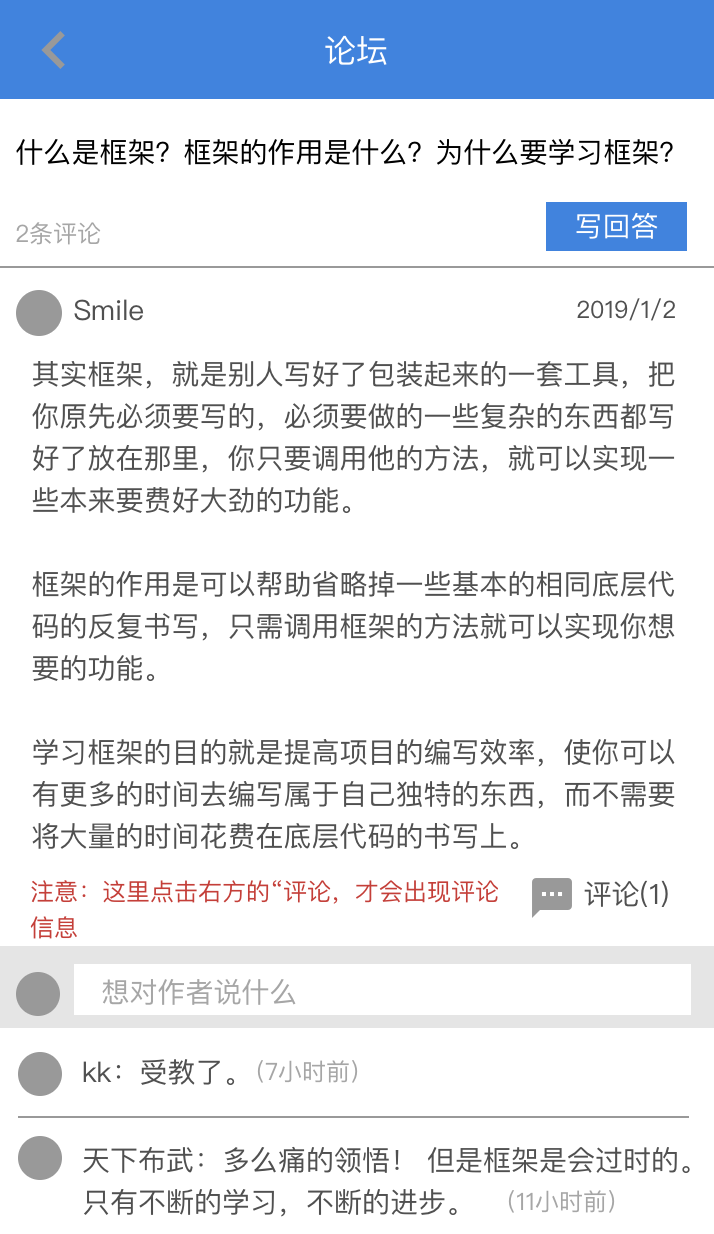 论坛
什么是框架？框架的作用是什么？为什么要学习框架？
2条评论
写回答
Smile
2019/1/2
其实框架，就是别人写好了包装起来的一套工具，把
你原先必须要写的，必须要做的一些复杂的东西都写
好了放在那里，你只要调用他的方法，就可以实现一
些本来要费好大劲的功能。
框架的作用是可以帮助省略掉一些基本的相同底层代
码的反复书写，只需调用框架的方法就可以实现你想
要的功能。
学习框架的目的就是提高项目的编写效率，使你可以
有更多的时间去编写属于自己独特的东西，而不需要
将大量的时间花费在底层代码的书写上。
注意：这里点击右方的“评论，才会出现评论
信息
评论(1)
想对作者说什么
kk：受教了。（7小时前）
天下布武：多么痛的领悟！ 但是框架是会过时的。
只有不断的学习，不断的进步。 （11小时前）